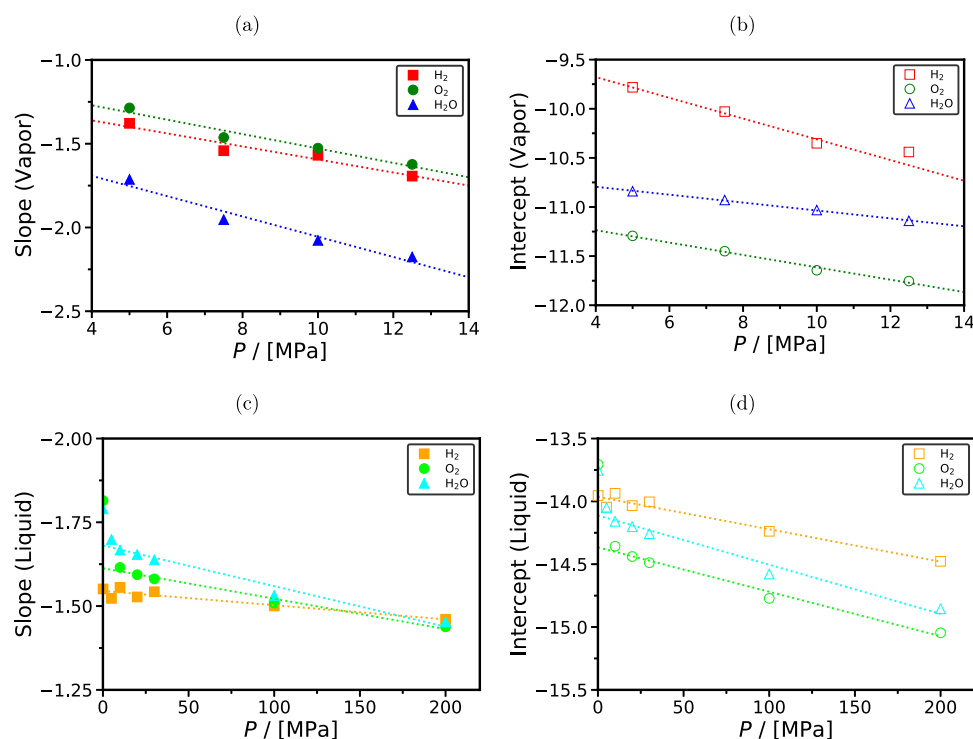 (a)
−1.0
−1.5
−2.0
−2.5
Slope (Vapor)
H₂
O₂
H₂O
4
6
8
10
12
14
P / [MPa]
(b)
−9.5
−10.0
−10.5
−11.0
−11.5
−12.0
Intercept (Vapor)
H₂
O₂
H₂O
4
6
8
10
12
14
P / [MPa]
(c)
−2.00
−1.75
−1.50
−1.25
Slope (Liquid)
H₂
O₂
H₂O
0
50
100
150
200
P / [MPa]
(d)
−13.5
−14.0
−14.5
−15.0
−15.5
Intercept (Liquid)
H₂
O₂
H₂O
0
50
100
150
200
P / [MPa]